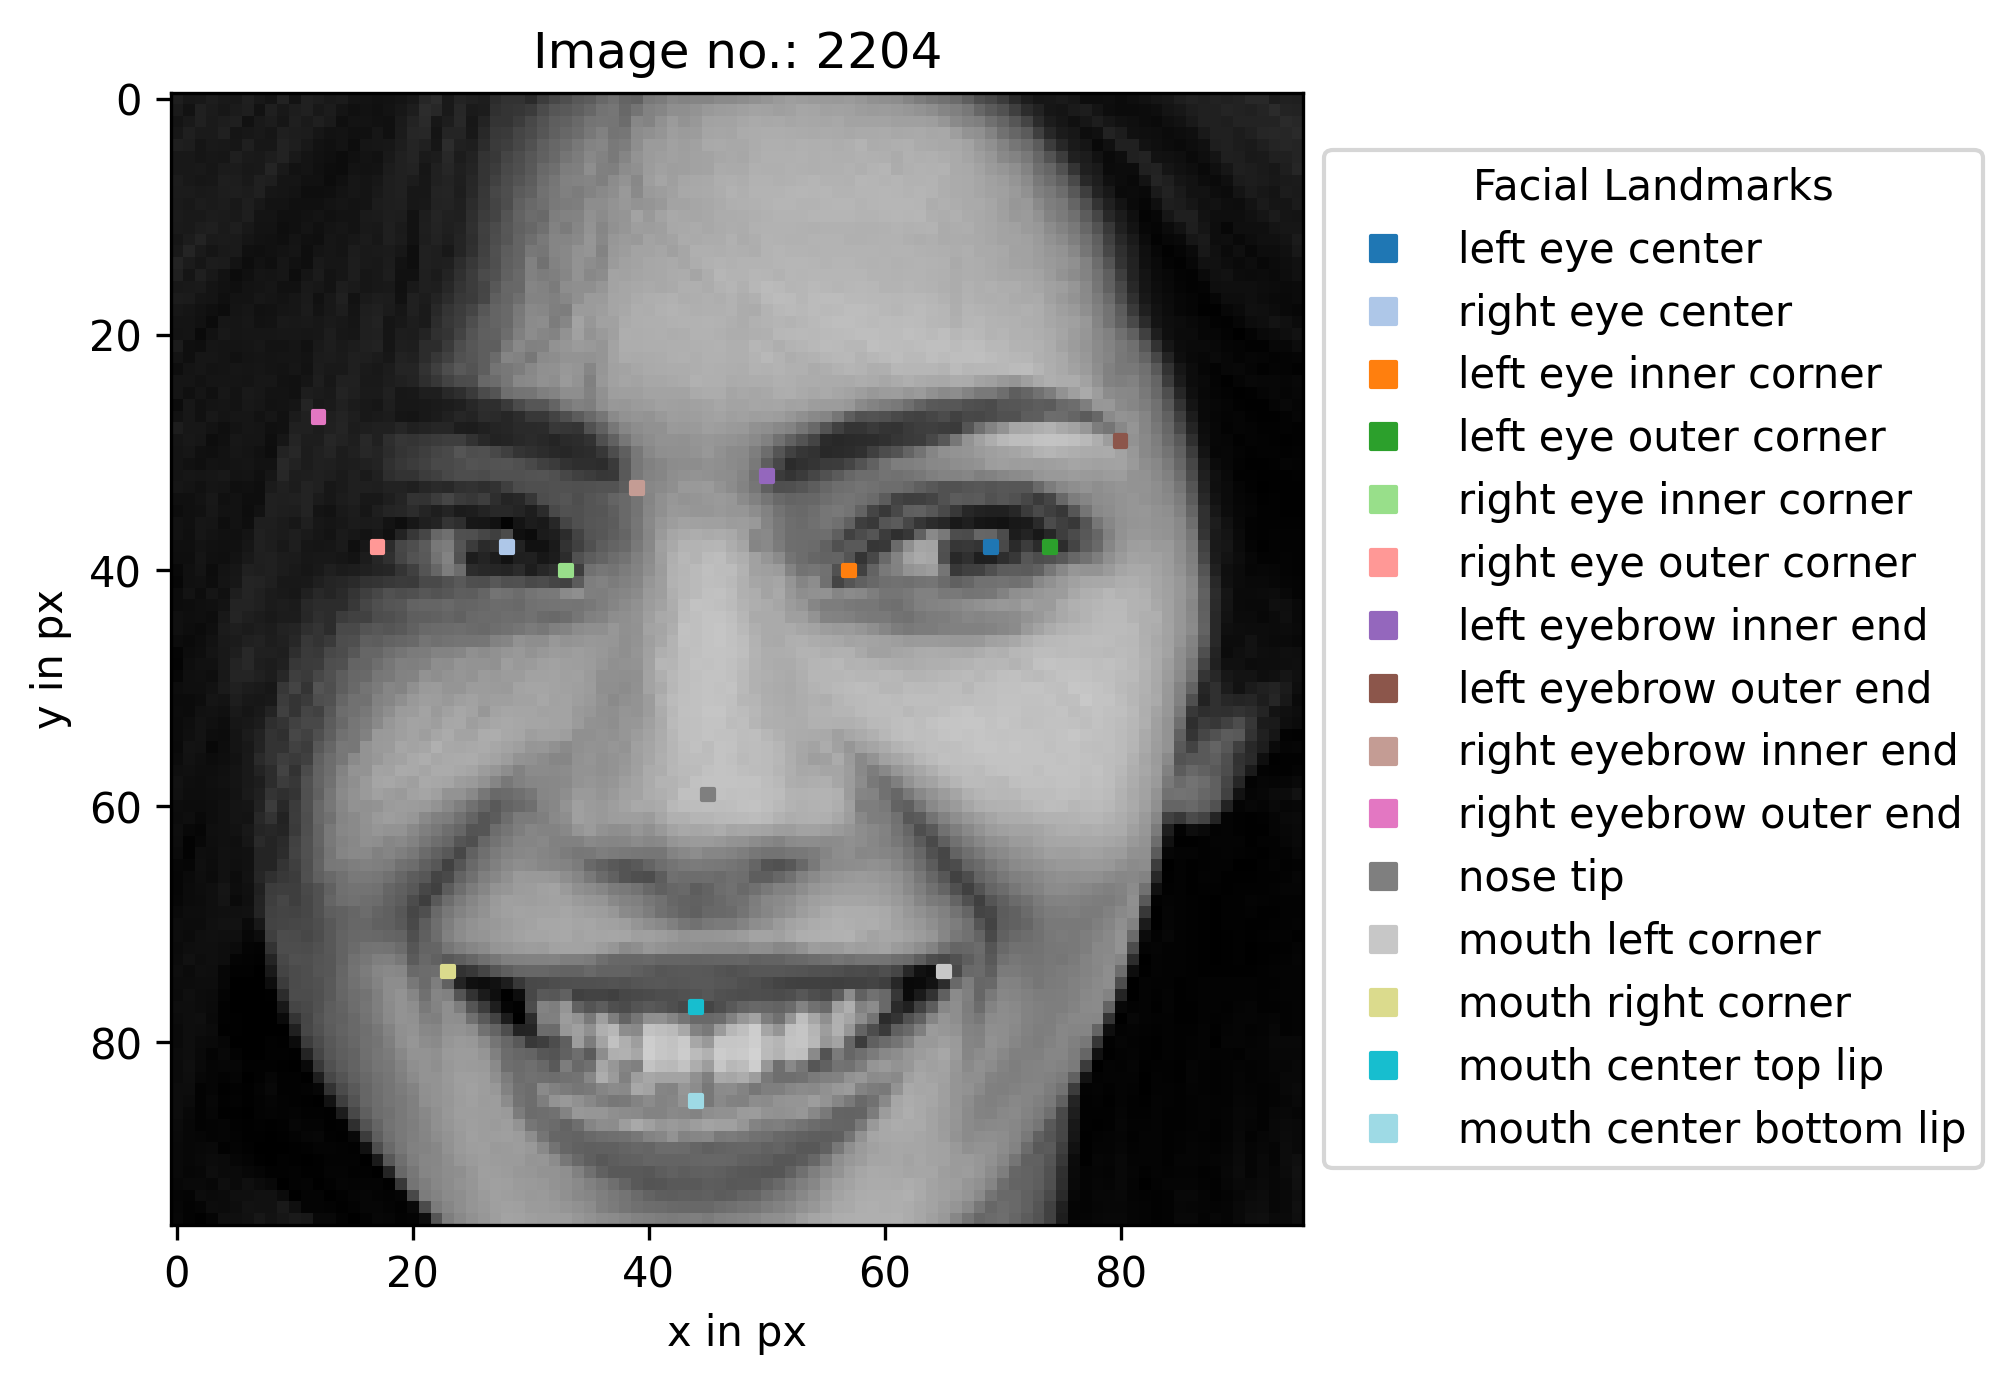 Image no.: 2204
0
20
40
60
80
y in px
0 20 40 60 80
x in px
Facial Landmarks
left eye center
right eye center
left eye inner corner
left eye outer corner
right eye inner corner
right eye outer corner
left eyebrow inner end
left eyebrow outer end
right eyebrow inner end
right eyebrow outer end
nose tip
mouth left corner
mouth right corner
mouth center top lip
mouth center bottom lip